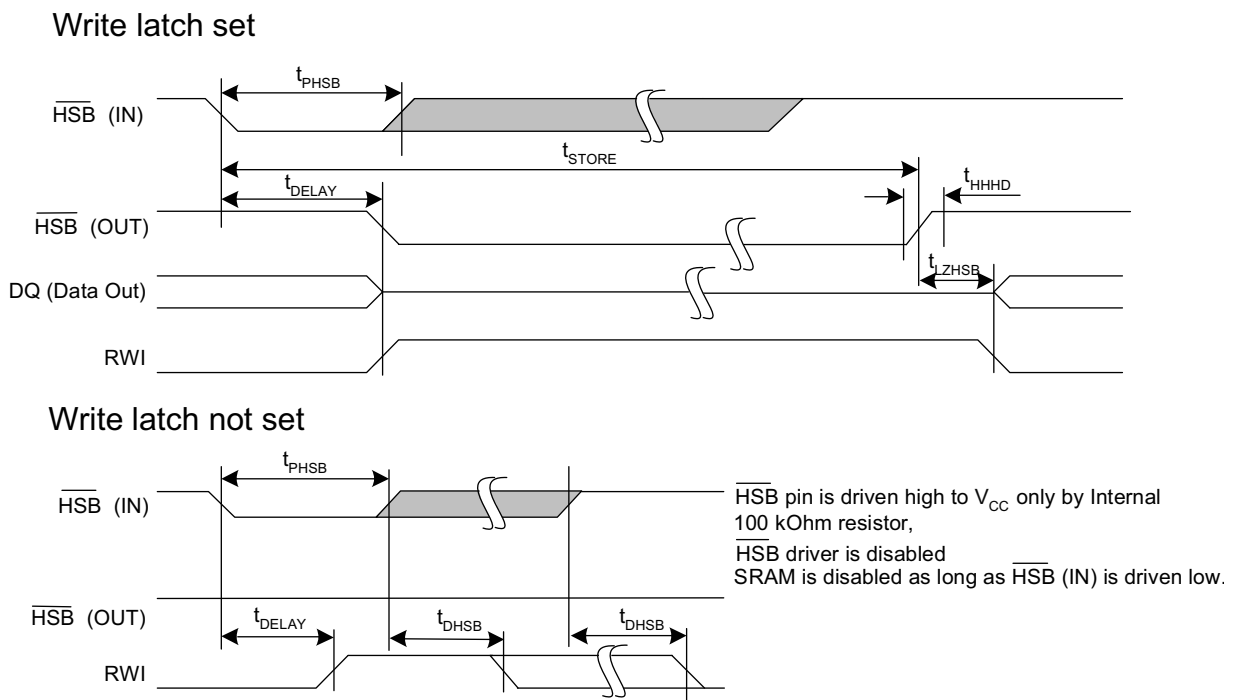 Write latch set
t_PHSB
HSB (IN)
t_STORE
t_DELAY
t_HHHD
HSB (OUT)
t_LZHSB
DQ (Data Out)
RWI
Write latch not set
t_PHSB
HSB (IN)
HSB pin is driven high to V_CC only by Internal
100 kOhm resistor,
HSB driver is disabled
SRAM is disabled as long as HSB (IN) is driven low.
HSB (OUT)
t_DELAY
t_DHSB
t_DHSB
RWI